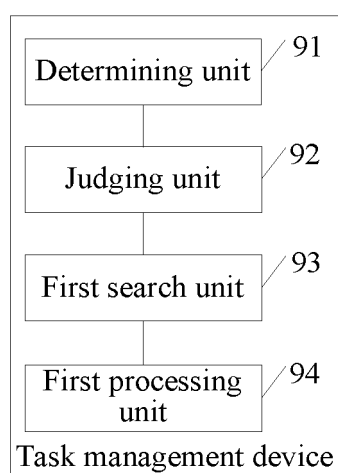 91
Determining unit
92
Judging unit
93
First search unit
94
First processing
unit
Task management device